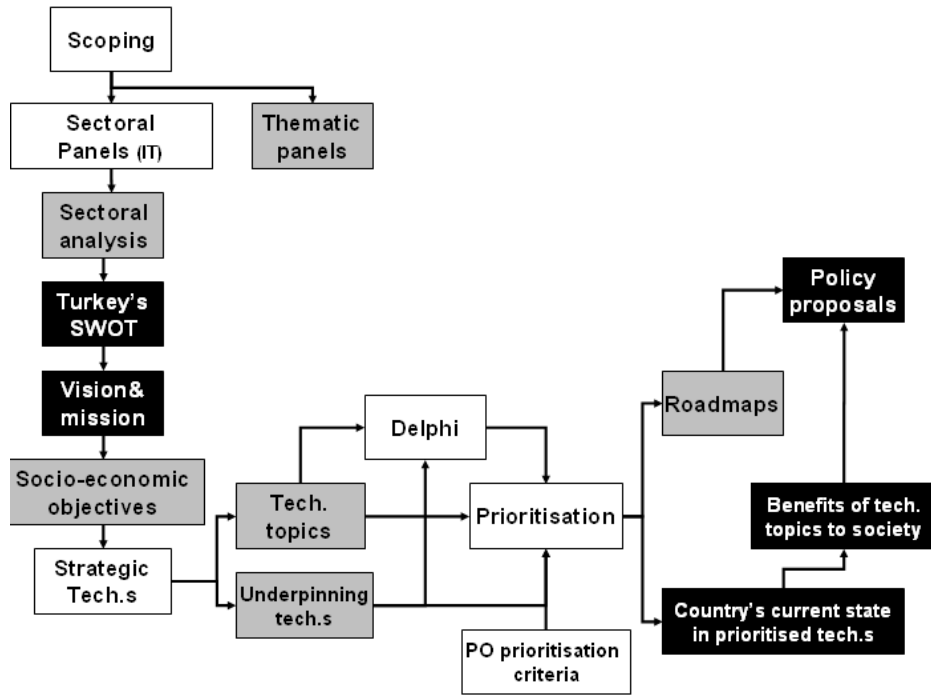 Scoping
Sectoral
Panels (IT)
Thematic
panels
Sectoral
analysis
Turkey's
SWOT
Vision&
mission
Socio-economic
objectives
Strategic
Tech.s
Tech.
topics
Underpinning
tech.s
Delphi
Prioritisation
PO prioritisation
criteria
Roadmaps
Policy
proposals
Benefits of tech.
topics to society
Country's current state
in prioritised tech.s